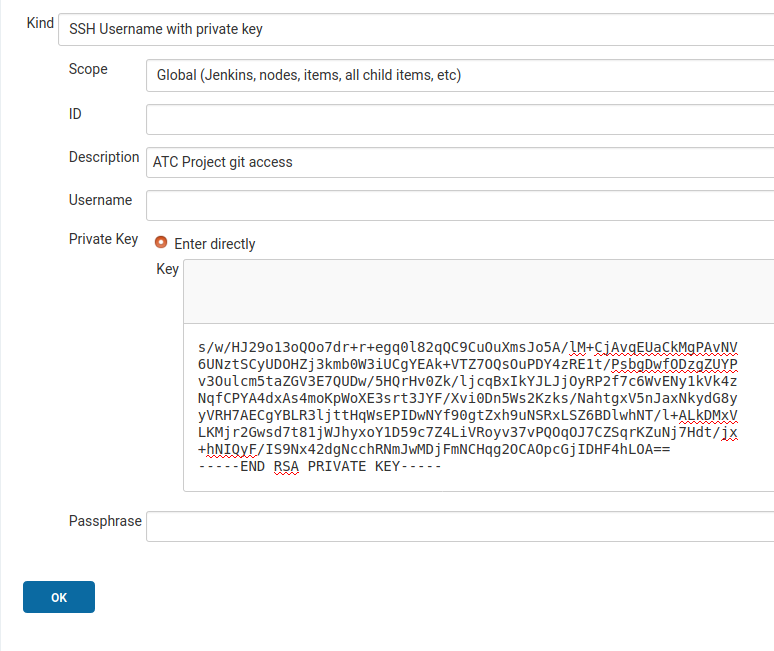 Kind
SSH Username with private key
Scope
Global (Jenkins, nodes, items, all child items, etc)
ID
Description
ATC Project git access
Username
Private Key
Enter directly
Key
s/w/HJ29o13oQOo7dr+r+egq0l82qQC9CuOuXmsJo5A/lM+CjAvqEUaCkMgPAvNV
6UNztSCyUDOHZj3kmb0W3iUCgYEAk+VTZ7OQsOuPDY4zRE1t/PsbgDwfODzqZUYP
v3Oulcm5taZGV3E7QUDw/5HQrHv0Zk/ljcqBxIkYJLJjOyRP2f7c6WvENy1kVk4z
NqfCPYA4dxAs4moKpWoXE3srt3JYF/Xvi0Dn5Ws2Kzks/NahtgxV5nJaxNkydG8y
yVRH7AECgYBLR3ljttHqWsEPIDwNYf90gtZxh9uNSRxLSZ6BDlwhNT/l+ALkDMxV
LKMjr2Gwsd7t81jWJhyxoY1D59c7Z4LiVRoyv37vPQOqOJ7CZSqrKZuNj7Hdt/jx
+hNIQyF/IS9Nx42dgNcchRNmJwMDjFmNCHqg2OCAOpcGjIDHF4hLOA==
-----END RSA PRIVATE KEY-----
Passphrase
OK